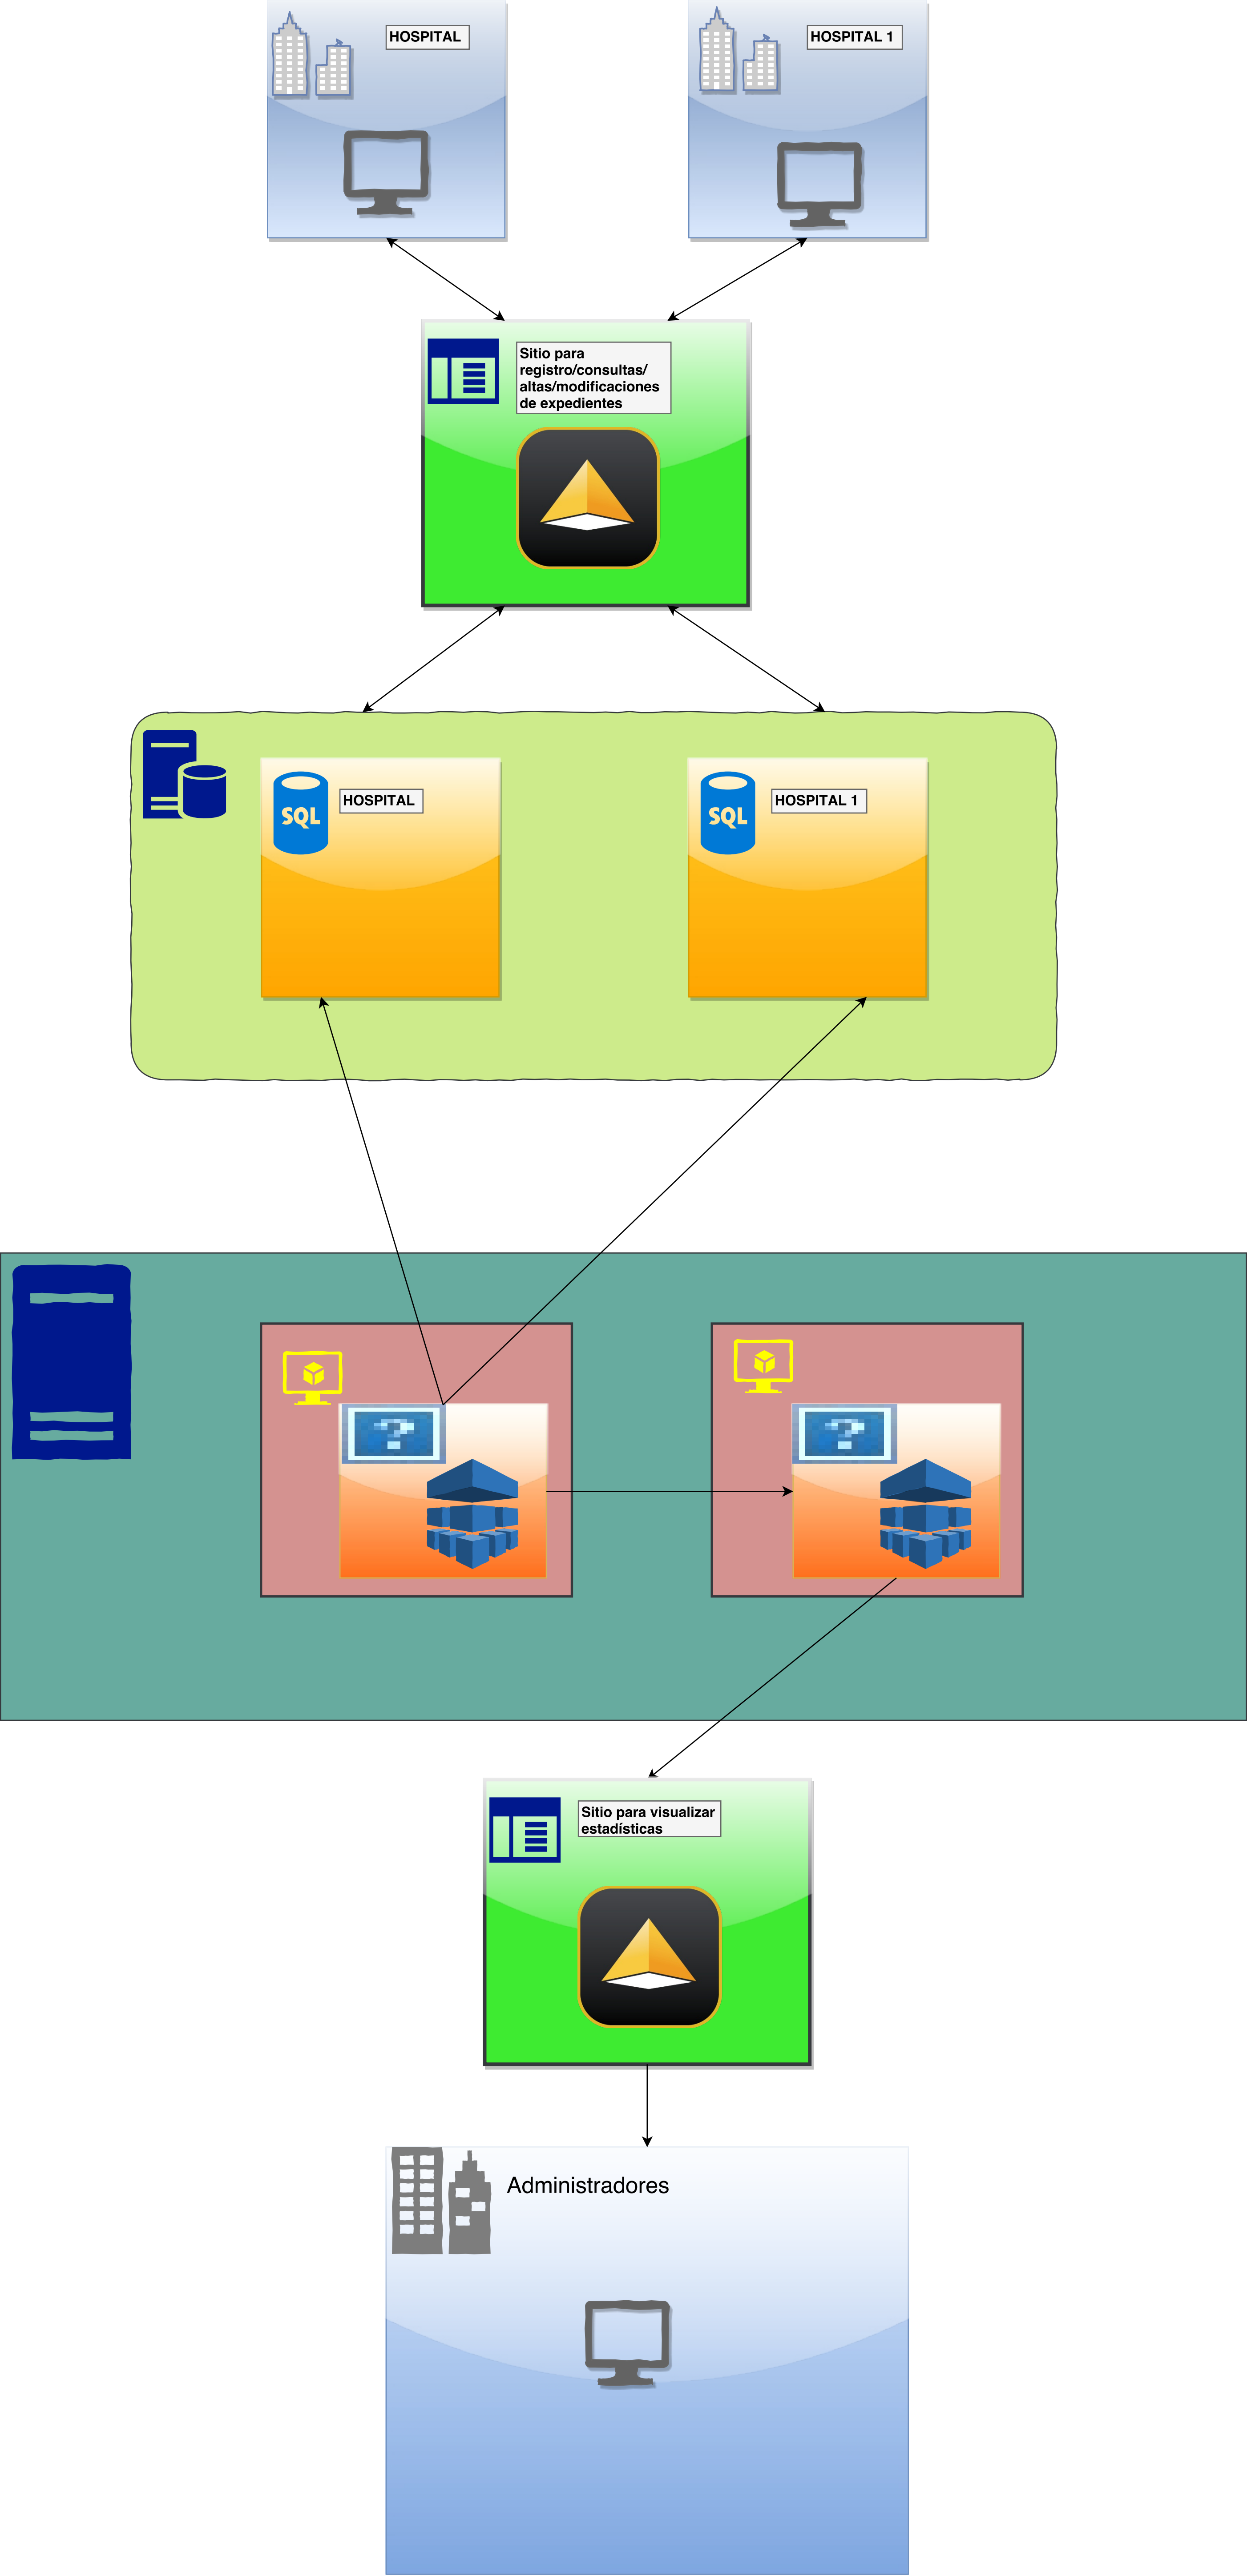 HOSPITAL
HOSPITAL 1
Sitio para
registro/consultas/
altas/modificaciones
de expedientes
SQL
HOSPITAL
SQL
HOSPITAL 1
?
?
Sitio para visualizar
estadísticas
Administradores